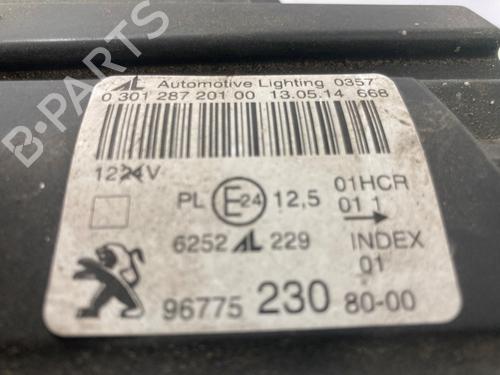 AL Automotive Lighting 0357
0 301 287 201 00 13.05.14 668
1224V
PL E24 12,5
01HCR
01 1
6252 AL 229
INDEX
01
96775 230 80-00
B-PARTS